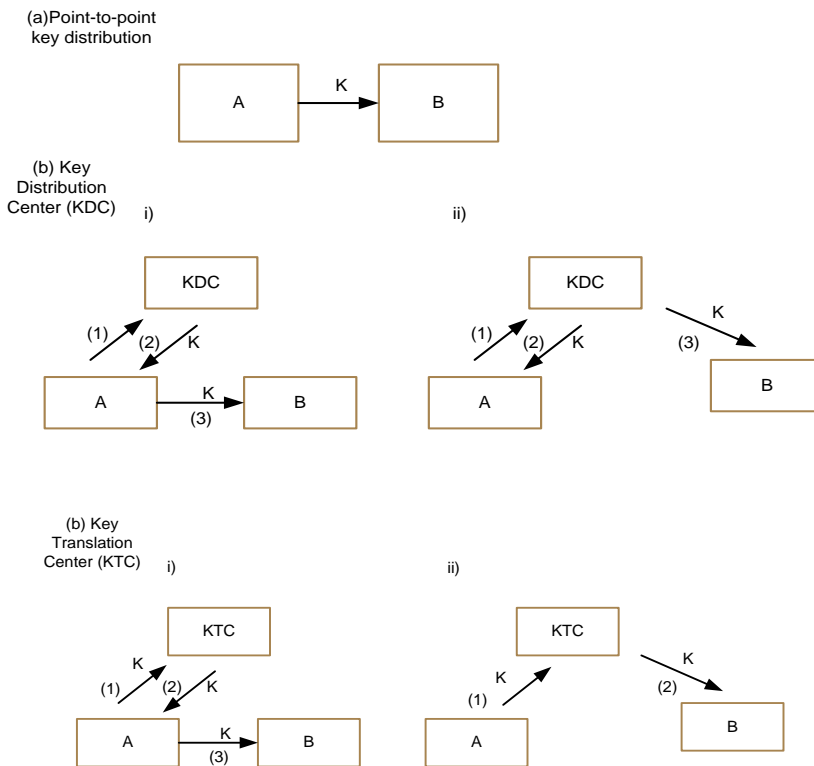 (a)Point-to-point
key distribution
K
A
B
(b) Key
Distribution
Center (KDC)
i)
ii)
KDC
(1)
(2)
K
A
K
(3)
B
KDC
(1)
(2)
K
A
K
(3)
B
(b) Key
Translation
Center (KTC)
i)
ii)
KTC
K
(1)
(2)
K
A
K
(3)
B
KTC
K
(1)
A
K
(2)
B